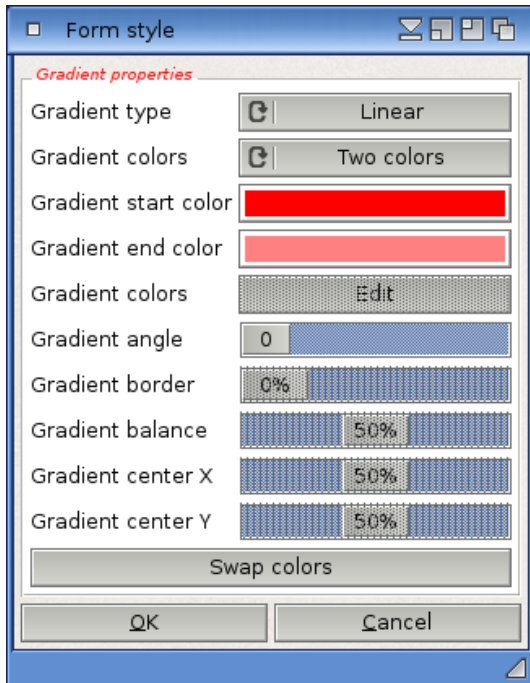 Form style
Gradient properties
Gradient type Linear
Gradient colors Two colors
Gradient start color
Gradient end color
Gradient colors Edit
Gradient angle 0
Gradient border 0%
Gradient balance 50%
Gradient center X 50%
Gradient center Y 50%
Swap colors
OK Cancel